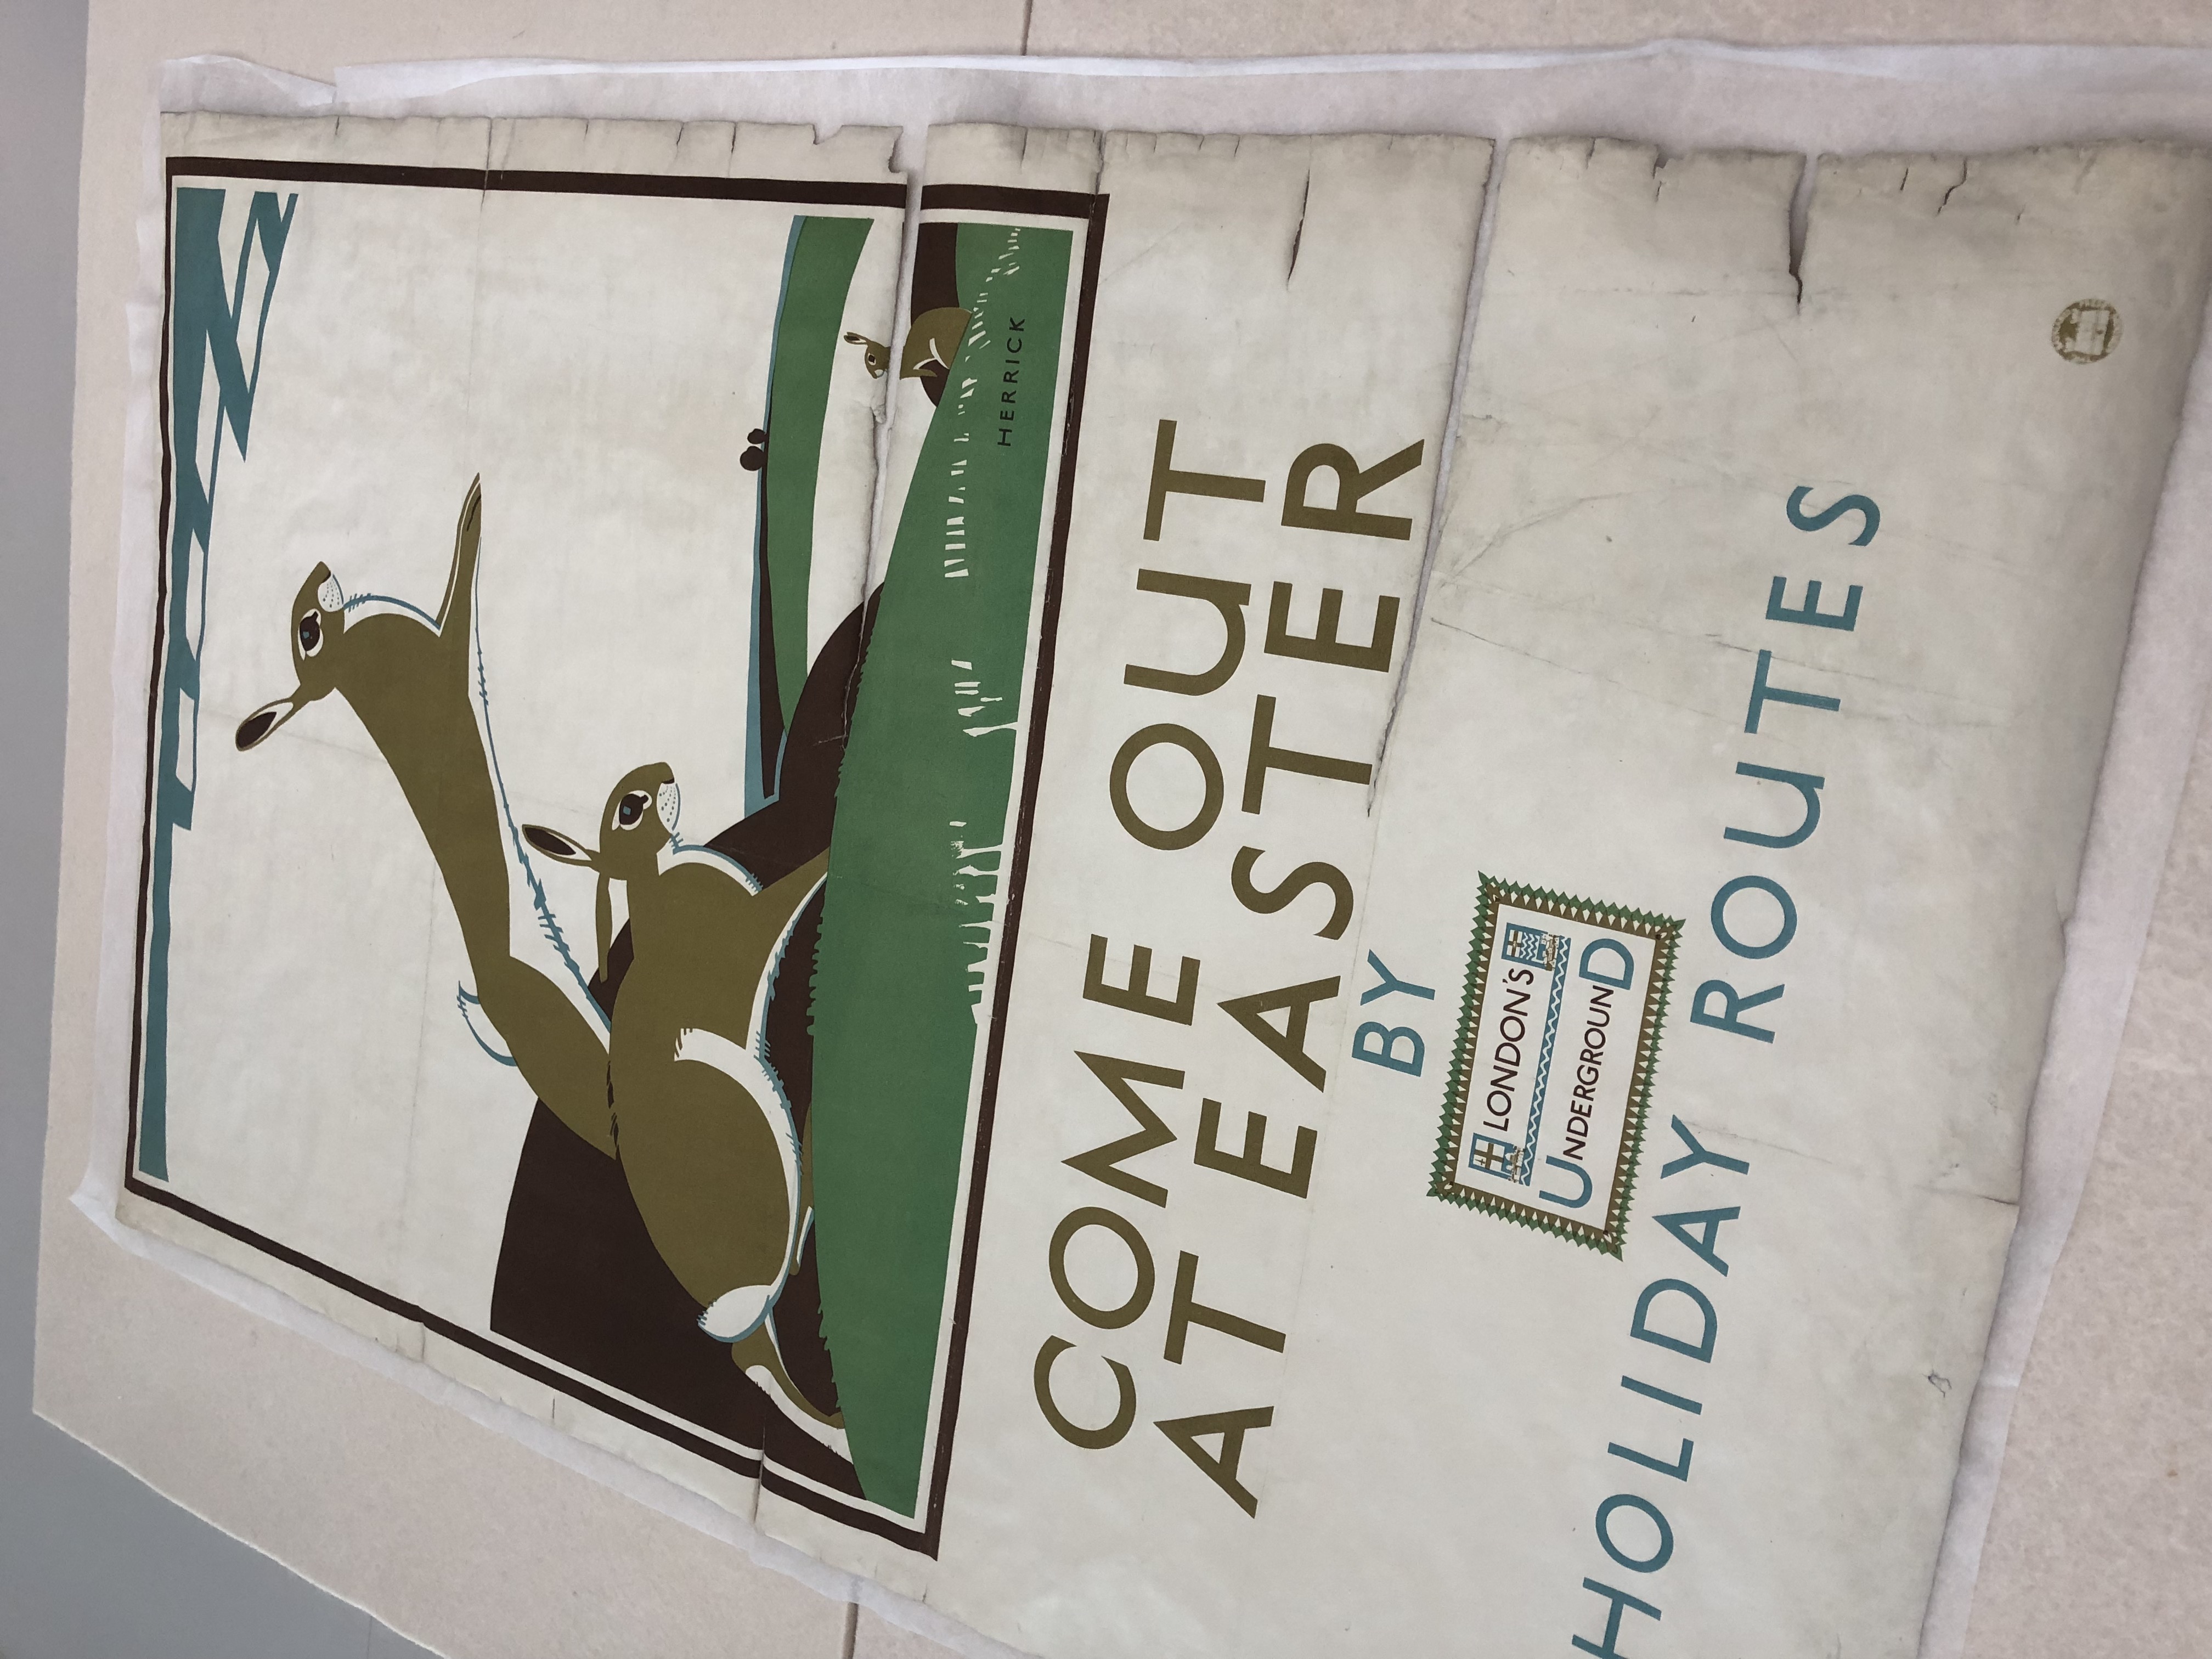 HERRICK
COME OUT
AT EASTER
BY
LONDON'S
UNDERGROUND
HOLIDAY ROUTES